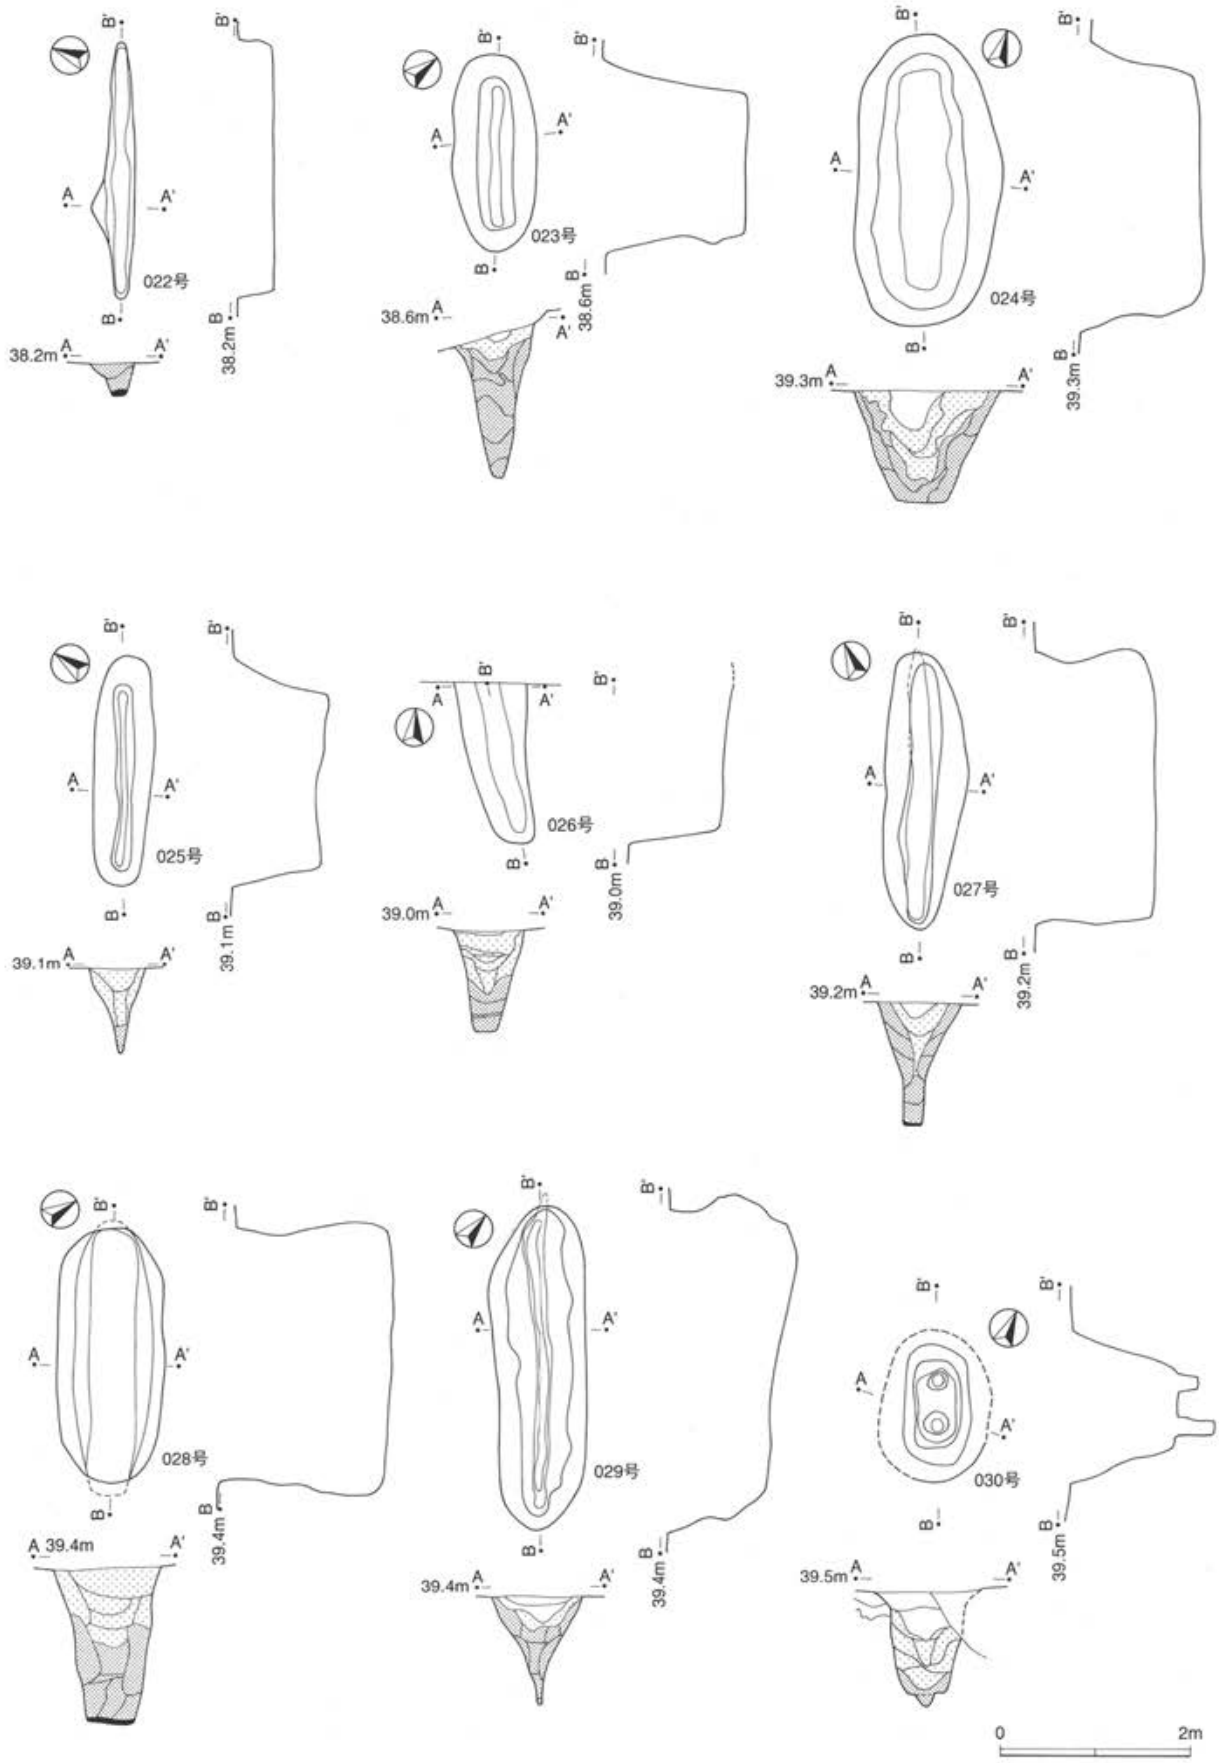 B' B' B' B' B' B'
A A' A A' A A'
022号 023号 024号
B B B B B B
38.2m A A' 38.2m
38.6m A A' 38.6m
39.3m A A' 39.3m
B' B' B' B' B' B'
A A' A A' A A'
025号 026号 027号
B B B B B B
39.1m A A' 39.1m
39.0m A A' 39.0m
39.2m A A' 39.2m
B' B' B' B' B' B'
A A' A A' A A'
028号 029号 030号
B B B B B B
A 39.4m A' 39.4m
39.4m A A' 39.4m
39.5m A A' 39.5m
0 2m